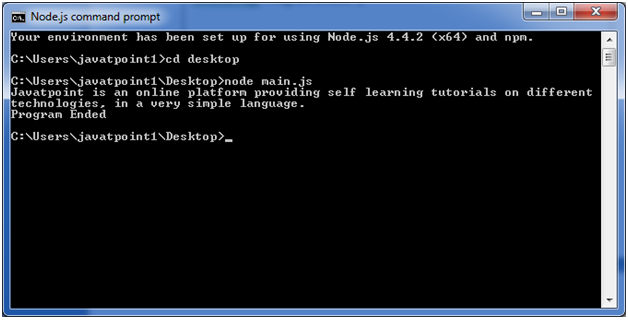 Node.js command prompt
Your environment has been set up for using Node.js 4.4.2 (x64) and npm.
C:\Users\javatpoint1>cd desktop
C:\Users\javatpoint1\Desktop>node main.js
Javatpoint is an online platform providing self learning tutorials on different
technologies, in a very simple language.
Program Ended
C:\Users\javatpoint1\Desktop>_